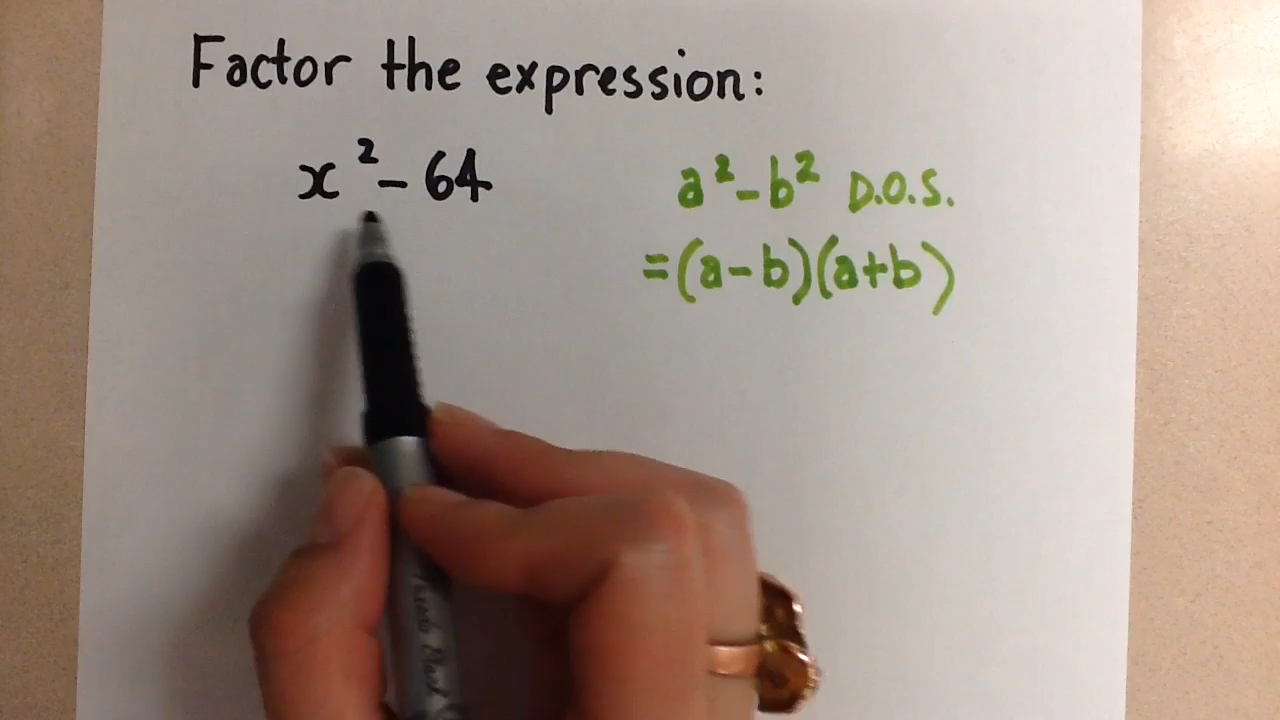 Factor the expression:
x² - 64
a² - b² D.O.S.
= (a - b)(a + b)